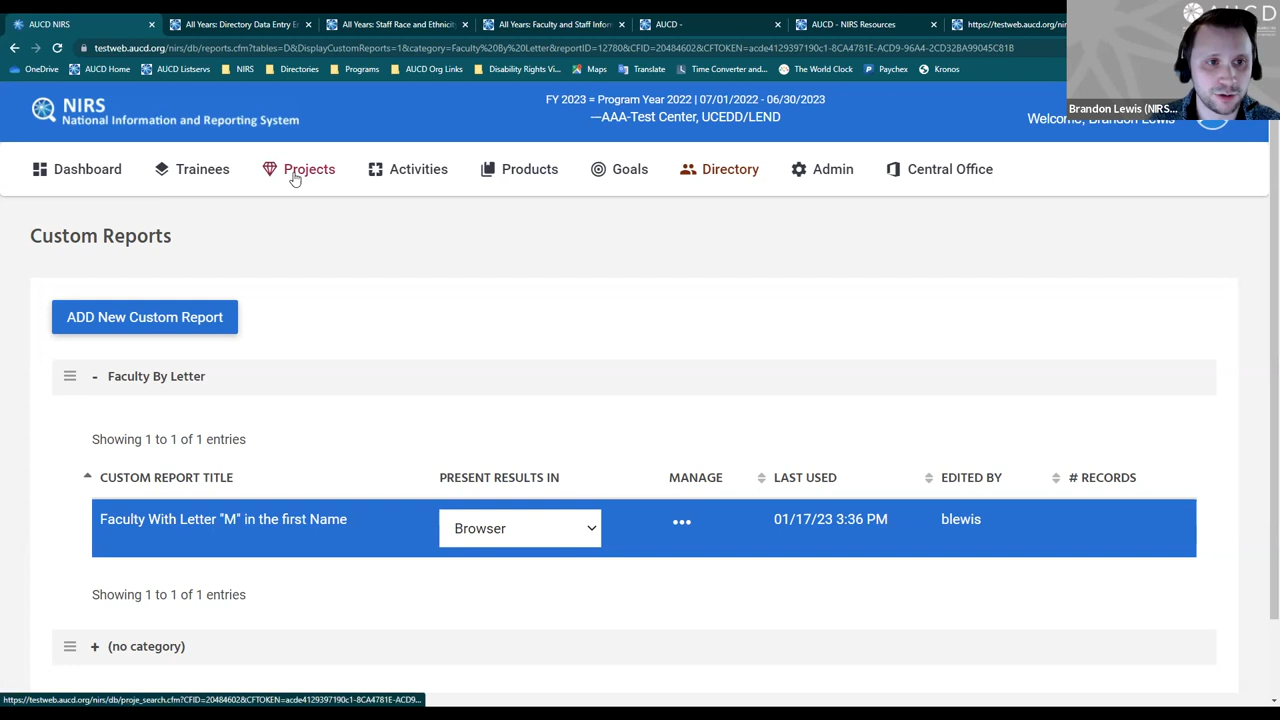 AUCD NIRS
All Years: Directory Data Entry E
All Years: Staff Race and Ethnicity
All Years: Faculty and Staff Infor
AUCD -
AUCD - NIRS Resources
https://testweb.aucd.org/nir
AUCD
testweb.aucd.org/nirs/db/reports.cfm?tables=D&DisplayCustomReports=1&category=Faculty%20By%20Letter&reportID=12780&CFID=20484602&CFTOKEN=acde4129397190c1-8CA4781E-ACD9-96A4-2CD32BA99045C81B
OneDrive
AUCD Home
AUCD Listservs
NIRS
Directories
Programs
AUCD Org Links
Disability Rights Vi...
Maps
Translate
Time Converter and...
The World Clock
Paychex
Kronos
Brandon Lewis (NIRS...
NIRS
National Information and Reporting System
FY 2023 = Program Year 2022 | 07/01/2022 - 06/30/2023
—AAA-Test Center, UCEDD/LEND
Welcome, Brandon Lewis
Dashboard
Trainees
Projects
Activities
Products
Goals
Directory
Admin
Central Office
Custom Reports
ADD New Custom Report
- Faculty By Letter
Showing 1 to 1 of 1 entries
CUSTOM REPORT TITLE
PRESENT RESULTS IN
MANAGE
LAST USED
EDITED BY
# RECORDS
Faculty With Letter "M" in the first Name
Browser
•••
01/17/23 3:36 PM
blewis
Showing 1 to 1 of 1 entries
+ (no category)
https://testweb.aucd.org/nirs/db/proje_search.cfm?CFID=20484602&CFTOKEN=acde4129397190c1-8CA4781E-ACD9...